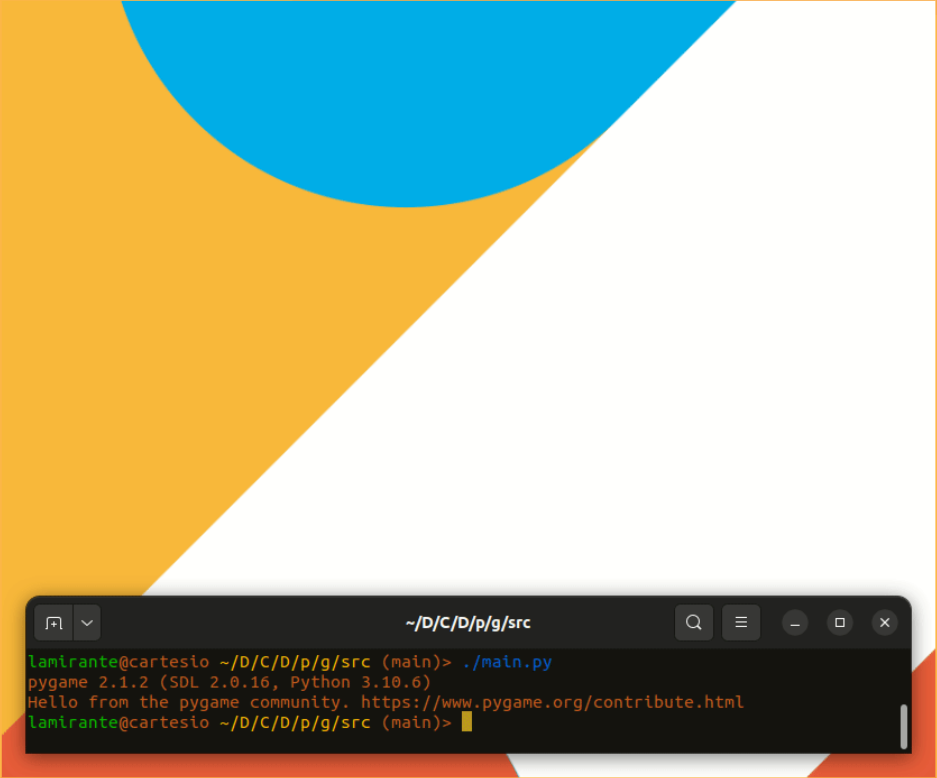 ~/D/C/D/p/g/src
lamirante@cartesio ~/D/C/D/p/g/src (main)> ./main.py
pygame 2.1.2 (SDL 2.0.16, Python 3.10.6)
Hello from the pygame community. https://www.pygame.org/contribute.html
lamirante@cartesio ~/D/C/D/p/g/src (main)>